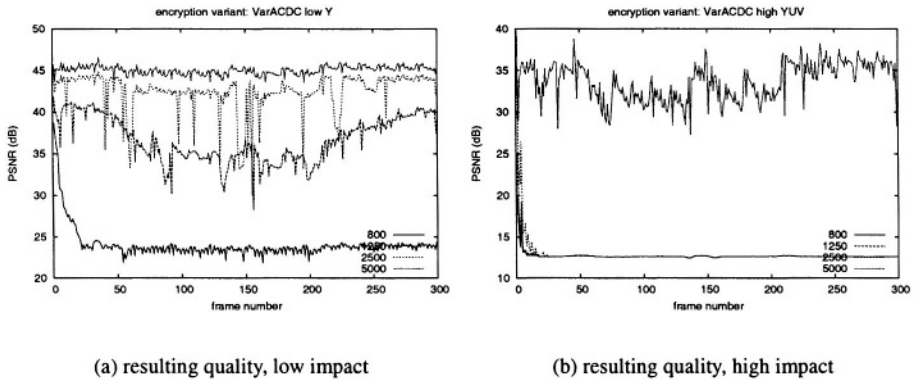 encryption variant: VarACDC low Y
50
45
40
35
30
25
20
PSNR (dB)
800
1250
2500
5000
0 50 100 150 200 250 300
frame number
(a) resulting quality, low impact
encryption variant: VarACDC high YUV
40
35
30
25
20
15
10
PSNR (dB)
800
1250
2500
5000
0 50 100 150 200 250 300
frame number
(b) resulting quality, high impact